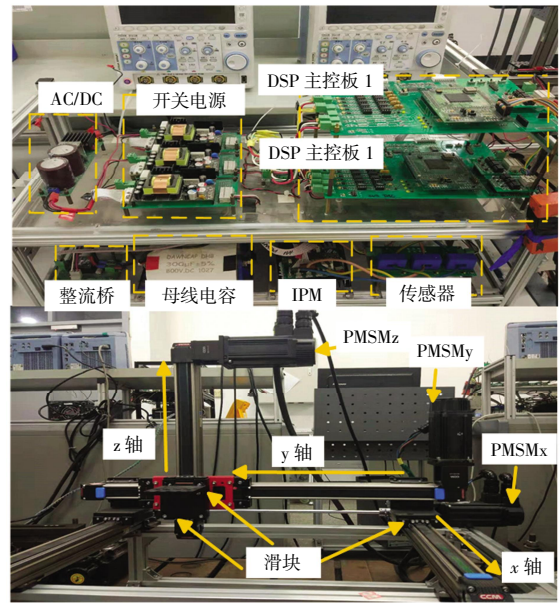 AC/DC
开关电源
DSP 主控板 1
DSP 主控板 1
整流桥
母线电容
IPM
传感器
PMSMz
PMSMy
PMSMx
z 轴
y 轴
滑块
x 轴
CCM